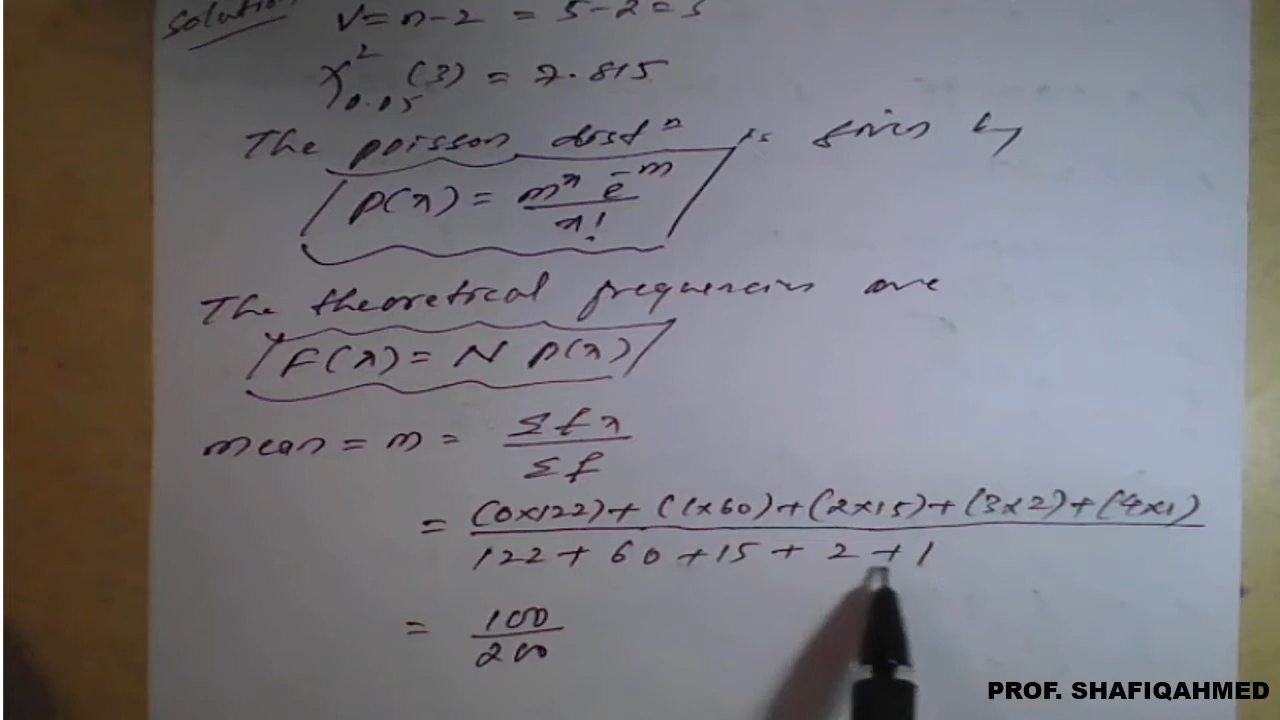 Solution V = n - 2 = 5 - 2 = 3
χ²₀.₀₅ (3) = 7.815
The poisson distⁿ is given by
P(x) = mˣ e⁻ᵐ / x!
The theoretical frequencies are
F(x) = N P(x)
mean = m = Σfx / Σf
= (0×122) + (1×60) + (2×15) + (3×2) + (4×1) / 122 + 60 + 15 + 2 + 1
= 100 / 200
PROF. SHAFIQAHMED